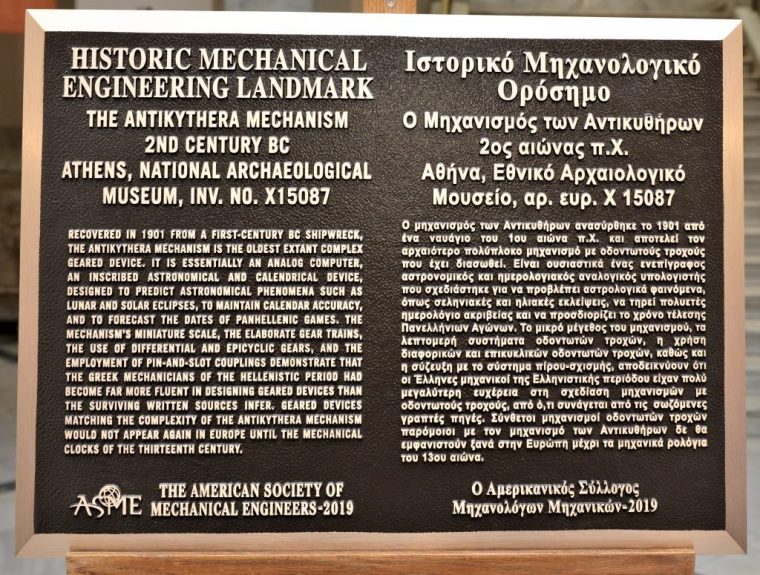 HISTORIC MECHANICAL
ENGINEERING LANDMARK
THE ANTIKYTHERA MECHANISM
2ND CENTURY BC
ATHENS, NATIONAL ARCHAEOLOGICAL
MUSEUM, INV. NO. X15087
RECOVERED IN 1901 FROM A FIRST-CENTURY BC SHIPWRECK,
THE ANTIKYTHERA MECHANISM IS THE OLDEST EXTANT COMPLEX
GEARED DEVICE. IT IS ESSENTIALLY AN ANALOG COMPUTER,
AN INSCRIBED ASTRONOMICAL AND CALENDRICAL DEVICE,
DESIGNED TO PREDICT ASTRONOMICAL PHENOMENA SUCH AS
LUNAR AND SOLAR ECLIPSES, TO MAINTAIN CALENDAR ACCURACY,
AND TO FORECAST THE DATES OF PANHELLENIC GAMES. THE
MECHANISM'S MINIATURE SCALE, THE ELABORATE GEAR TRAINS,
THE USE OF DIFFERENTIAL AND EPICYCLIC GEARS, AND THE
EMPLOYMENT OF PIN-AND-SLOT COUPLINGS DEMONSTRATE THAT
THE GREEK MECHANICIANS OF THE HELLENISTIC PERIOD HAD
BECOME FAR MORE FLUENT IN DESIGNING GEARED DEVICES THAN
THE SURVIVING WRITTEN SOURCES INFER. GEARED DEVICES
MATCHING THE COMPLEXITY OF THE ANTIKYTHERA MECHANISM
WOULD NOT APPEAR AGAIN IN EUROPE UNTIL THE MECHANICAL
CLOCKS OF THE THIRTEENTH CENTURY.
ASME
THE AMERICAN SOCIETY OF
MECHANICAL ENGINEERS-2019
Ιστορικό Μηχανολογικό
Ορόσημο
Ο Μηχανισμός των Αντικυθήρων
2ος αιώνας π.Χ.
Αθήνα, Εθνικό Αρχαιολογικό
Μουσείο, αρ. ευρ. Χ 15087
Ο μηχανισμός των Αντικυθήρων ανασύρθηκε το 1901 από
ένα ναυάγιο του 1ου αιώνα π.Χ. και αποτελεί τον
αρχαιότερο πολύπλοκο μηχανισμό με οδοντωτούς τροχούς
που έχει διασωθεί. Είναι ουσιαστικά ένας ενεπίγραφος
αστρονομικός και ημερολογιακός αναλογικός υπολογιστής
που σχεδιάστηκε για να προβλέπει αστρολογικά φαινόμενα,
όπως σεληνιακές και ηλιακές εκλείψεις, να τηρεί πολυετές
ημερολόγιο ακριβείας και να προσδιορίζει το χρόνο τέλεσης
Πανελλήνιων Αγώνων. Το μικρό μέγεθος του μηχανισμού, τα
λεπτομερή συστήματα οδοντωτών τροχών, η χρήση
διαφορικών και επικυκλικών οδοντωτών τροχών, καθώς και
η σύζευξη με το σύστημα πίρου-σχισμής, αποδεικνύουν ότι
οι Έλληνες μηχανικοί της Ελληνιστικής περιόδου είχαν πολύ
μεγαλύτερη ευχέρεια στη σχεδίαση μηχανισμών με
οδοντωτούς τροχούς, από ό,τι συνάγεται από τις σωζόμενες
γραπτές πηγές. Σύνθετοι μηχανισμοί οδοντωτών τροχών
παρόμοιοι με τον μηχανισμό των Αντικυθήρων δε θα
εμφανιστούν ξανά στην Ευρώπη μέχρι τα μηχανικά ρολόγια
του 13ου αιώνα.
Ο Αμερικανικός Σύλλογος
Μηχανολόγων Μηχανικών-2019